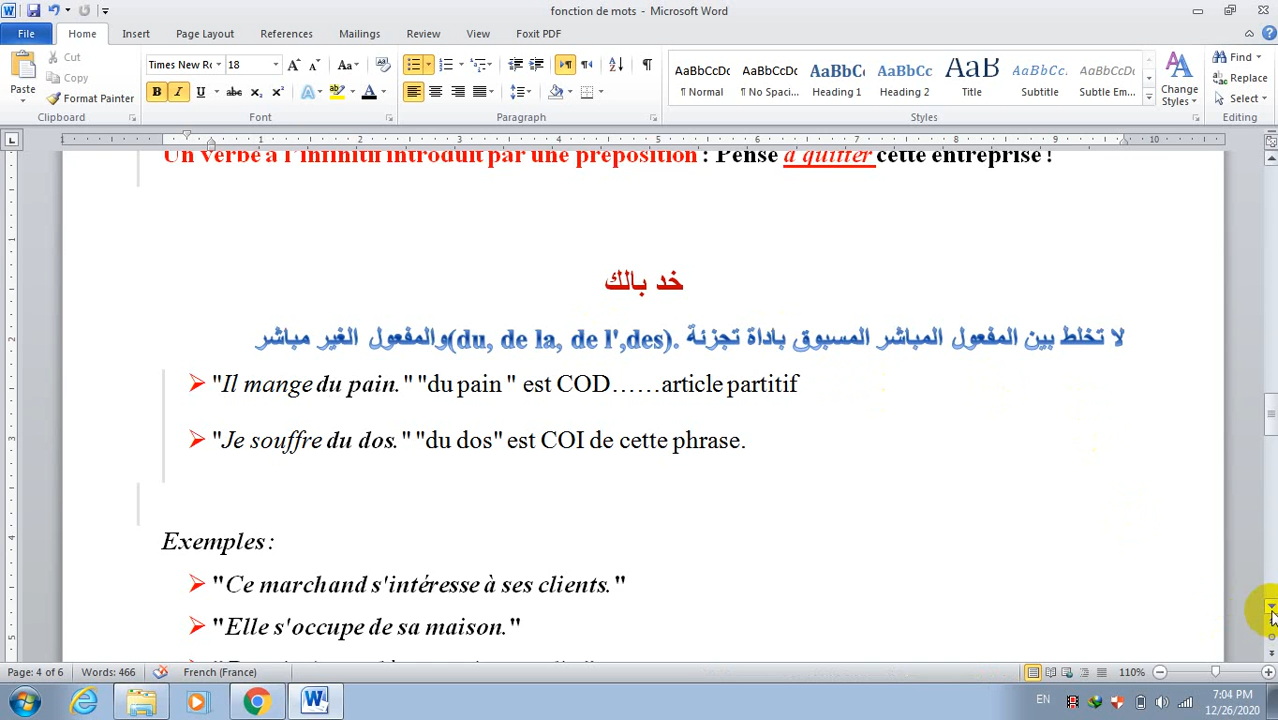 fonction de mots - Microsoft Word
File Home Insert Page Layout References Mailings Review View Foxit PDF
Paste
Cut
Copy
Format Painter
Clipboard
Times New Ro 18
Font
Paragraph
AaBbCcDc AaBbCcDc AaBbC AaBbCc AaB AaBbCcL AaBbCcDc
¶ Normal ¶ No Spaci... Heading 1 Heading 2 Title Subtitle Subtle Em...
Change Styles
Styles
Find
Replace
Select
Editing
Un verbe à l'infinitif introduit par une préposition : Pense à quitter cette entreprise !
خد بالك
لا تخلط بين المفعول المباشر المسبوق باداة تجزئة .(du, de la, de l',des)والمفعول الغير مباشر
"Il mange du pain." "du pain " est COD……article partitif
"Je souffre du dos." "du dos" est COI de cette phrase.
Exemples :
"Ce marchand s'intéresse à ses clients."
"Elle s'occupe de sa maison."
Page: 4 of 6 Words: 466 French (France) 110%
EN 7:04 PM
12/26/2020